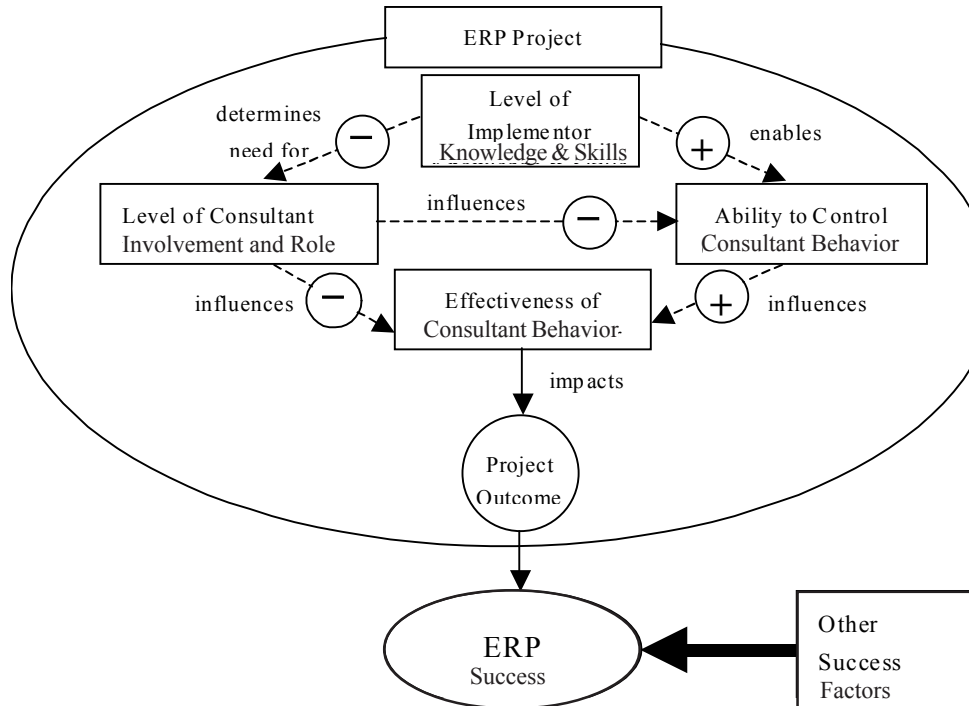 ERP Project
Level of
Implementor
Knowledge & Skills
determines
need for
−
+
enables
Level of Consultant
Involvement and Role
influences
−
Ability to Control
Consultant Behavior
influences
−
Effectiveness of
Consultant Behavior
+
influences
impacts
Project
Outcome
ERP
Success
Other
Success
Factors